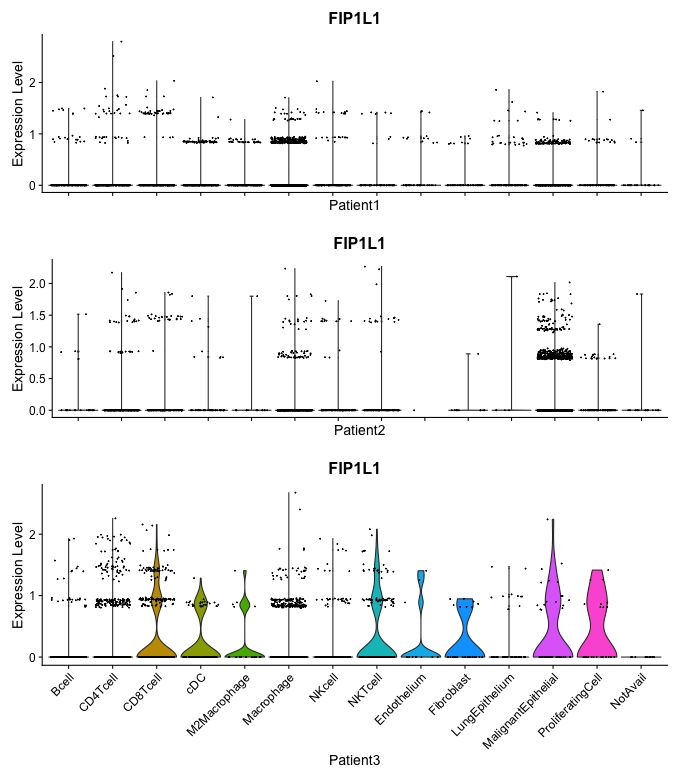 FIP1L1
Expression Level
2
1
0
Patient1
FIP1L1
Expression Level
2.0
1.5
1.0
0.5
0.0
Patient2
FIP1L1
Expression Level
2
1
0
Bcell
CD4Tcell
CD8Tcell
cDC
M2Macrophage
Macrophage
NKcell
NKTcell
Endothelium
Fibroblast
LungEpithelium
MalignantEpithelial
ProliferatingCell
NotAvail
Patient3